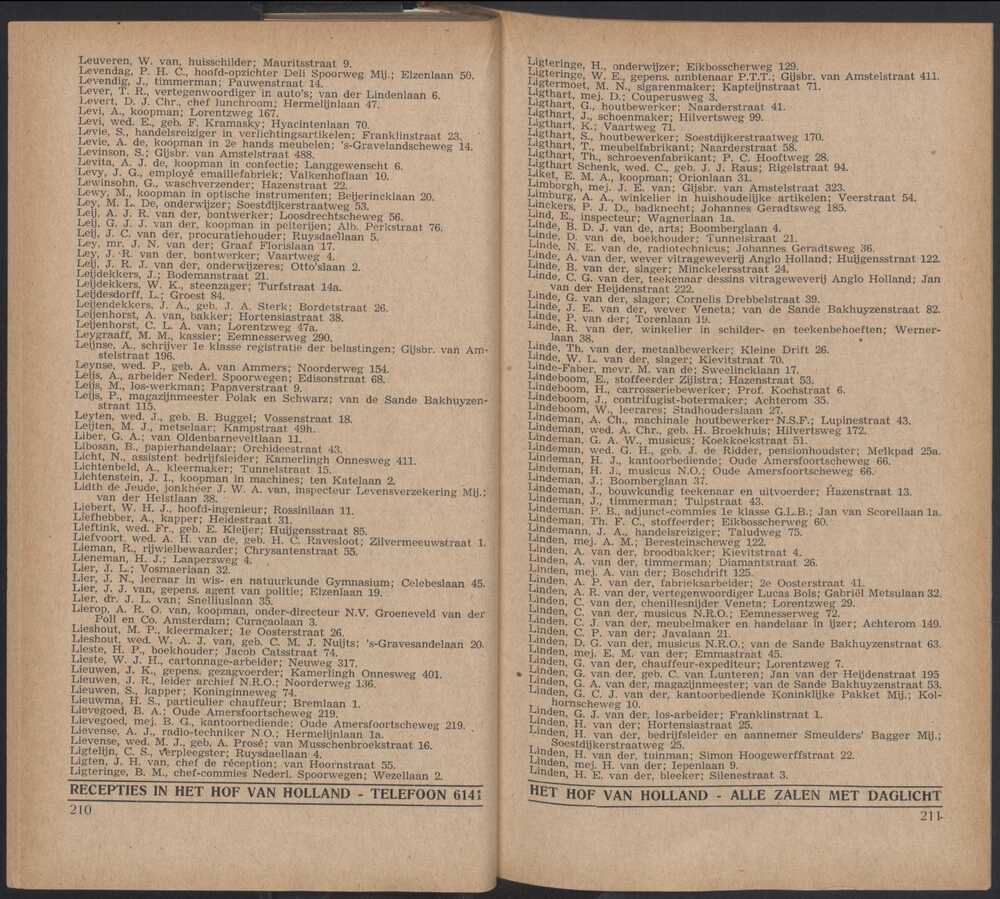 Leuveren, W. van, huisschilder; Mauritsstraat 9.
Levendag, P. H. C., hoofd-opzichter Deli Spoorweg Mij.; Elzenlaan 50.
Levendig, J., timmerman; Pauwenstraat 14.
Lever, T. R., vertegenwoordiger in auto's; van der Lindenlaan 6.
Levert, D. J. Chr., chef lunchroom; Hermelijnlaan 47.
Levi, A., koopman; Lorentzweg 167.
Levi, wed. E., geb. F. Kramasky; Hyacintenlaan 70.
Levie, S., handelsreiziger in verlichtingsartikelen; Franklinstraat 23.
Levie, A. de, koopman in 2e hands meubelen; 's-Gravelandscheweg 14.
Levinson, S.; Gijsbr. van Amstelstraat 488.
Levita, A. J. de, koopman in confectie; Langgewenscht 6.
Levy, J. G., employé emaillefabriek; Valkenhoflaan 10.
Lewinsohn, G., waschverzender; Hazenstraat 22.
Lewy, M., koopman in optische instrumenten; Beijerincklaan 20.
Ley, M. L. De, onderwijzer; Soestdijkerstraatweg 53.
Leij, A. J. R. van der, bontwerker; Loosdrechtscheweg 56.
Leij, G. J. J. van der, koopman in pelterijen; Alb. Perkstraat 76.
Leij, J. C. van der, procuratiehouder; Ruysdaellaan 5.
Ley, mr. J. N. van der; Graaf Florislaan 17.
Ley, J. R. van der, bontwerker; Vaartweg 4.
Leij, J. R. J. van der, onderwijzeres; Otto'slaan 2.
Leijdekkers, J.; Bodemanstraat 21.
Leijdekkers, W. K., steenzager; Turfstraat 14a.
Leijdesdorff, L.; Groest 84.
Leijendekkers, J. A., geb. J. A. Sterk; Bordetstraat 26.
Leijenhorst, A. van, bakker; Hortensiastraat 38.
Leijenhorst, C. L. A. van; Lorentzweg 47a.
Leygraaff, M. M., kassier; Eemnesserweg 290.
Leijnse, A., schrijver 1e klasse registratie der belastingen; Gijsbr. van Am-
stelstraat 196.
Leynse, wed. P., geb. A. van Ammers; Noorderweg 154.
Leijs, A., arbeider Nederl. Spoorwegen; Edisonstraat 68.
Leijs, M., los-werkman; Papaverstraat 9.
Leijs, P., magazijnmeester Polak en Schwarz; van de Sande Bakhuyzen-
straat 115.
Leyten, wed. J., geb. B. Buggel; Vossenstraat 18.
Leijten, M. J., metselaar; Kampstraat 49h.
Liber, G. A.; van Oldenbarneveltlaan 11.
Libosan, B., papierhandelaar; Orchideestraat 43.
Licht, N., assistent bedrijfsleider; Kamerlingh Onnesweg 411.
Lichtenbeld, A., kleermaker; Tunnelstraat 15.
Lichtenstein, J. I., koopman in machines; ten Katelaan 2.
Lidth de Jeude, jonkheer J. W. A. van, inspecteur Levensverzekering Mij.;
van der Helstlaan 38.
Liebert, W. H. J., hoofd-ingenieur; Rossinilaan 11.
Liefhebber, A., kapper; Heidestraat 31.
Lieftink, wed. Fr., geb. E. Kleijer; Huijgensstraat 85.
Liefvoort, wed. A. H. van de, geb. H. C. Ravesloot; Zilvermeeuwstraat 1.
Lieman, R., rijwielbewaarder; Chrysantenstraat 55.
Lieneman, H. J.; Laapersweg 4.
Lier, J. L.; Vosmaerlaan 32.
Lier, J. N., leeraar in wis- en natuurkunde Gymnasium; Celebeslaan 45.
Lier, J. J. van, gepens. agent van politie; Elzenlaan 19.
Lier, dr. J. L. van; Snelliuslaan 35.
Lierop, A. R. O. van, koopman, onder-directeur N.V. Groeneveld van der
Poll en Co. Amsterdam; Curaçaolaan 3.
Lieshout, M. P., kleermaker; 1e Oosterstraat 26.
Lieshout, wed. W. A. J. van, geb. C. M. J. Nuijts; 's-Gravesandelaan 20.
Lieste, H. P., boekhouder; Jacob Catsstraat 74.
Lieste, W. J. H., cartonnage-arbeider; Neuweg 317.
Lieuwen, J. K., gepens. gezagvoerder; Kamerlingh Onnesweg 401.
Lieuwen, J. R., leider archief N.R.O.; Noorderweg 136.
Lieuwen, S., kapper; Koninginneweg 74.
Lieuwma, H. S., particulier chauffeur; Bremlaan 1.
Lievegoed, B. A.; Oude Amersfoortscheweg 219.
Lievegoed, mej. B. G., kantoorbediende; Oude Amersfoortscheweg 219.
Lievense, A. J., radio-techniker N.O.; Hermelijnlaan 1a.
Lievense, wed. M. J., geb. A. Prosé; van Musschenbroekstraat 16.
Ligtelijn, C. S., verpleegster; Ruysdaellaan 4.
Ligten, J. H. van, chef de réception; van Hoornstraat 55.
Ligteringe, B. M., chef-commies Nederl. Spoorwegen; Wezellaan 2.
RECEPTIES IN HET HOF VAN HOLLAND - TELEFOON 6141
210
Ligteringe, H., onderwijzer; Eikbosscherweg 129.
Ligteringe, W. E., gepens. ambtenaar P.T.T.; Gijsbr. van Amstelstraat 411.
Ligtermoet, M. N., sigarenmaker; Kapteijnstraat 71.
Ligthart, mej. D.; Couperusweg 3.
Ligthart, G., houtbewerker; Naarderstraat 41.
Ligthart, J., schoenmaker; Hilvertsweg 99.
Ligthart, K.; Vaartweg 71.
Ligthart, S., houtbewerker; Soestdijkerstraatweg 170.
Ligthart, T., meubelfabrikant; Naarderstraat 58.
Ligthart, Th., schroevenfabrikant; P. C. Hooftweg 28.
Ligthart Schenk, wed. C., geb. J. J. Raus; Rigelstraat 94.
Liket, E. M. A., koopman; Orionlaan 31.
Limborgh, mej. J. E. van; Gijsbr. van Amstelstraat 323.
Limburg, A. A., winkelier in huishoudelijke artikelen; Veerstraat 54.
Linckers, P. J. D., badknecht; Johannes Geradtsweg 185.
Lind, E., inspecteur; Wagnerlaan 1a.
Linde, B. D. J. van de, arts; Boomberglaan 4.
Linde, D. van de, boekhouder; Tunnelstraat 21.
Linde, N. E. van de, radiotechnicus; Johannes Geradtsweg 36.
Linde, A. van der, wever vitrageweverij Anglo Holland; Huijgensstraat 122.
Linde, B. van der, slager; Minckelersstraat 24.
Linde, C. G. van der, teekenaar dessins vitrageweverij Anglo Holland; Jan
van der Heijdenstraat 222.
Linde, G. van der, slager; Cornelis Drebbelstraat 39.
Linde, J. E. van der, wever Veneta; van de Sande Bakhuyzenstraat 82.
Linde, P. van der; Torenlaan 19.
Linde, R. van der, winkelier in schilder- en teekenbehoeften; Werner-
laan 38.
Linde, Th. van der, metaalbewerker; Kleine Drift 26.
Linde, W. L. van der, slager; Kievitstraat 70.
Linde-Faber, mevr. M. van de; Sweelincklaan 17.
Lindeboom, E., stoffeerder Zijlstra; Hazenstraat 53.
Lindeboom, H., carrosseriebewerker; Prof. Kochstraat 6.
Lindeboom, J., contrifugist-botermaker; Achterom 35.
Lindeboom, W., leerares; Stadhouderslaan 27.
Lindeman, A. Ch., machinale houtbewerker N.S.F.; Lupinestraat 43.
Lindeman, wed. A. Chr., geb. H. Broekhuis; Hilvertsweg 172.
Lindeman, G. A. W., musicus; Koekkoekstraat 51.
Lindeman, wed. G. H., geb. J. de Ridder, pensionhoudster; Melkpad 25a.
Lindeman, H. J., kantoorbediende; Oude Amersfoortscheweg 66.
Lindeman, H. J., musicus N.O.; Oude Amersfoortscheweg 66.
Lindeman, J.; Boomberglaan 37.
Lindeman, J., bouwkundig teekenaar en uitvoerder; Hazenstraat 13.
Lindeman, J., timmerman; Tulpstraat 43.
Lindeman, P. B., adjunct-commies 1e klasse G.L.B.; Jan van Scorellaan 1a.
Lindeman, Th. F. C., stoffeerder; Eikbosscherweg 60.
Lindemann, J. A., handelsreiziger; Taludweg 75.
Linden, mej. A. M.; Beresteinscheweg 122.
Linden, A. van der, broodbakker; Kievitstraat 4.
Linden, A. van der, timmerman; Diamantstraat 26.
Linden, mej. A. van der; Boschdrift 125.
Linden, A. P. van der, fabrieksarbeider; 2e Oosterstraat 41.
Linden, A. R. van der, vertegenwoordiger Lucas Bols; Gabriël Metsulaan 32.
Linden, C. van der, chenillesnijder Veneta; Lorentzweg 29.
Linden, C. van der, musicus N.R.O.; Eemnesserweg 72.
Linden, C. J. van der, meubelmaker en handelaar in ijzer; Achterom 149.
Linden, C. P. van der; Javalaan 21.
Linden, D. G. van der, musicus N.R.O.; van de Sande Bakhuyzenstraat 63.
Linden, mej. E. M. van der; Emmastraat 45.
Linden, G. van der, chauffeur-expediteur; Lorentzweg 7.
Linden, G. van der, geb. C. van Lunteren; Jan van der Heijdenstraat 195
Linden, G. A. van der, magazijnmeester; van de Sande Bakhuyzenstraat 53.
Linden, G. C. J. van der, kantoorbediende Koninklijke Pakket Mij.; Kol-
hornscheweg 10.
Linden, G. J. van der, los-arbeider; Franklinstraat 1.
Linden, H. van der; Hortensiastraat 25.
Linden, H. van der, bedrijfsleider en aannemer Smeulders' Bagger Mij.;
Soestdijkerstraatweg 25.
Linden, H. van der, tuinman; Simon Hoogewerffstraat 22.
Linden, mej. H. van der; Iepenlaan 9.
Linden, H. E. van der, bleeker; Silenestraat 3.
HET HOF VAN HOLLAND - ALLE ZALEN MET DAGLICHT
211